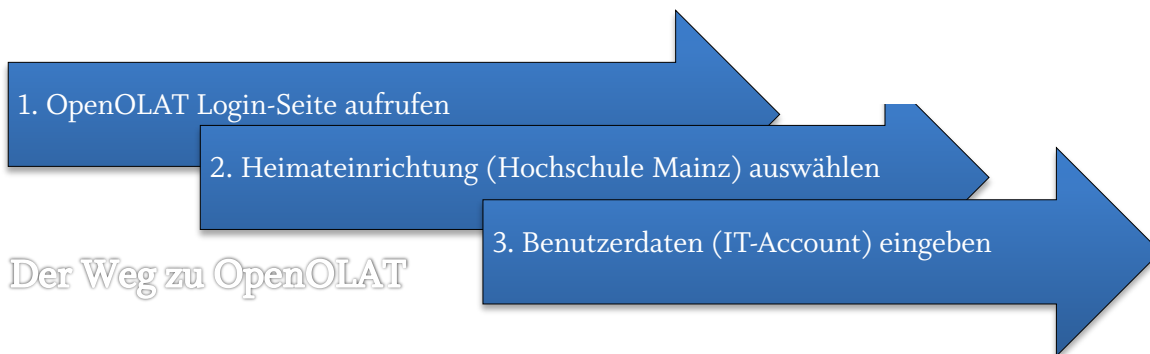 1. OpenOLAT Login-Seite aufrufen
2. Heimateinrichtung (Hochschule Mainz) auswählen
3. Benutzerdaten (IT-Account) eingeben
Der Weg zu OpenOLAT